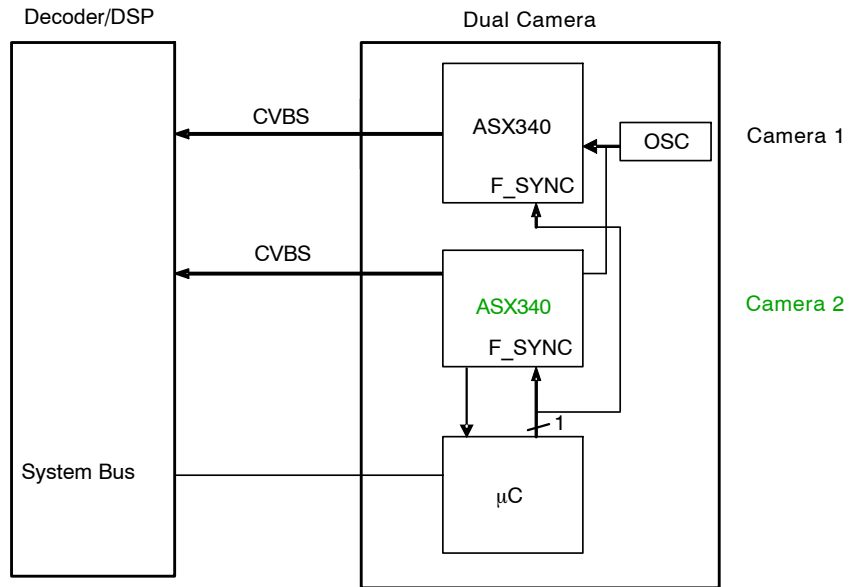 Decoder/DSP
Dual Camera
CVBS
ASX340
OSC
Camera 1
F_SYNC
CVBS
ASX340
Camera 2
F_SYNC
1
System Bus
μC